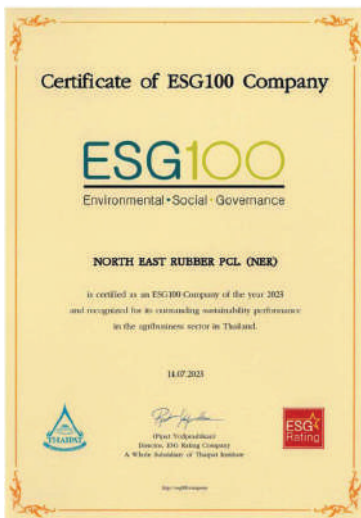 Certificate of ESG100 Company
ESG100
Environmental • Social • Governance
NORTH EAST RUBBER PCL. (NER)
is certified as an ESG100 Company of the year 2023
and recognized for its outstanding sustainability performance
in the agribusiness sector in Thailand.
14.07.2023
(Pipat Yodprudtikan)
Director, ESG Rating Company
A Whole Subsidiary of Thaipat Institute
THAIPAT
ESG
Rating